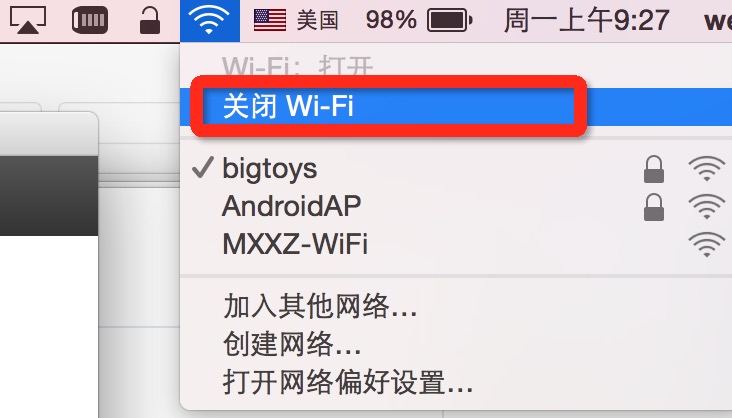 美国 98% 周一上午9:27 we
Wi-Fi：打开
关闭 Wi-Fi
bigtoys
AndroidAP
MXXZ-WiFi
加入其他网络...
创建网络...
打开网络偏好设置...